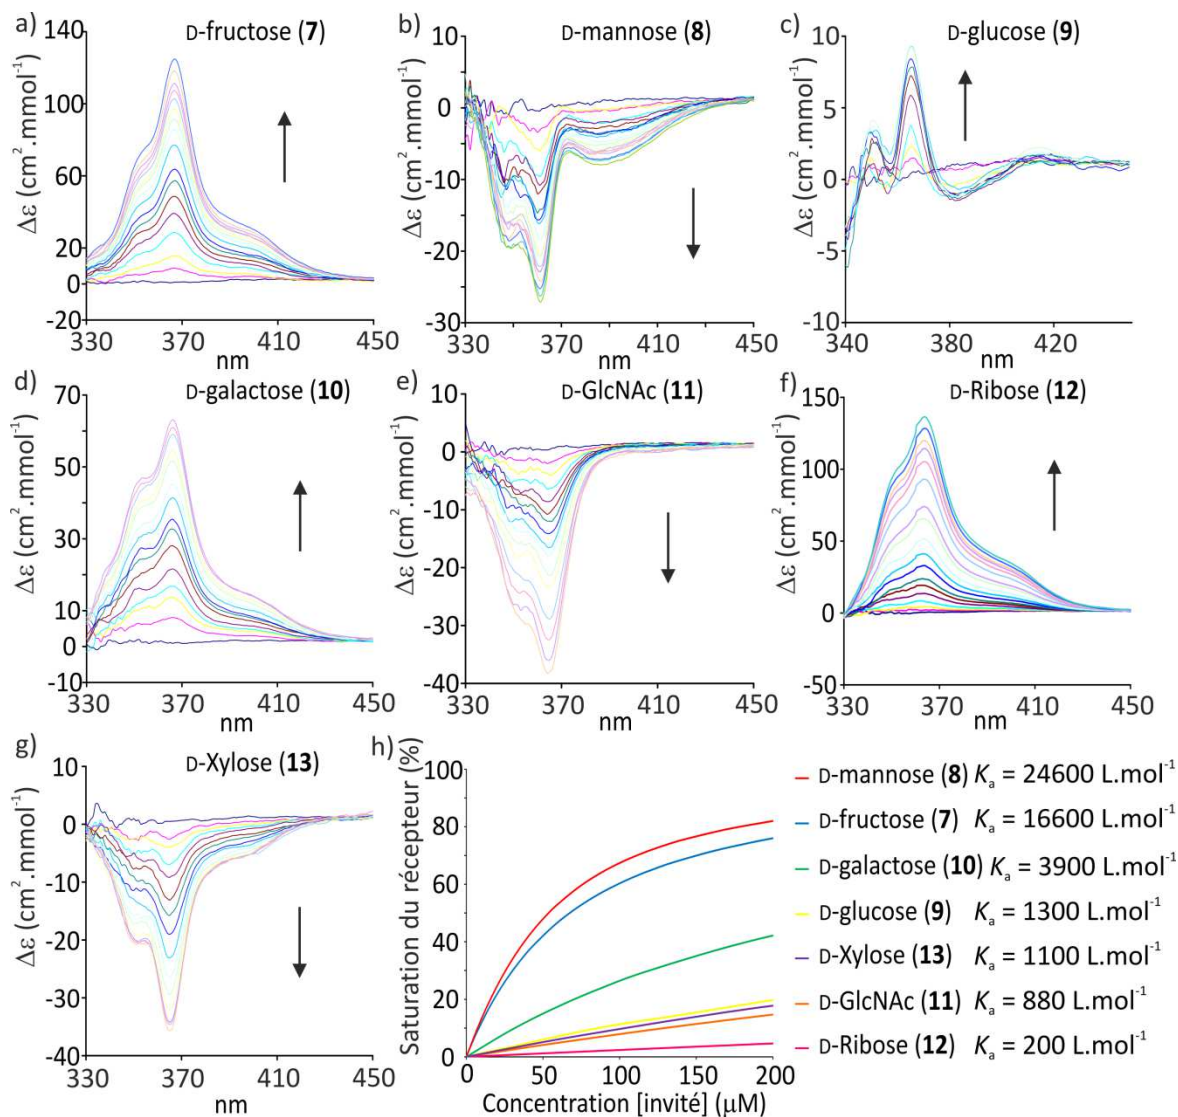 a) D-fructose (7)
Δε (cm².mmol⁻¹)
140
100
60
20
0
-20
330 370 410 450
nm
b) D-mannose (8)
Δε (cm².mmol⁻¹)
10
0
-10
-20
-30
330 370 410 450
nm
c) D-glucose (9)
Δε (cm².mmol⁻¹)
10
5
0
-5
-10
340 380 420
nm
d) D-galactose (10)
Δε (cm².mmol⁻¹)
70
50
30
10
0
-10
330 370 410 450
nm
e) D-GlcNAc (11)
Δε (cm².mmol⁻¹)
10
0
-10
-20
-30
-40
330 370 410 450
nm
f) D-Ribose (12)
Δε (cm².mmol⁻¹)
150
100
50
0
-50
330 370 410 450
nm
g) D-Xylose (13)
Δε (cm².mmol⁻¹)
10
0
-10
-20
-30
-40
330 370 410 450
nm
h)
Saturation du récepteur (%)
100
80
60
40
20
0
0 50 100 150 200
Concentration [invité] (μM)
D-mannose (8) Kₐ = 24600 L.mol⁻¹
D-fructose (7) Kₐ = 16600 L.mol⁻¹
D-galactose (10) Kₐ = 3900 L.mol⁻¹
D-glucose (9) Kₐ = 1300 L.mol⁻¹
D-Xylose (13) Kₐ = 1100 L.mol⁻¹
D-GlcNAc (11) Kₐ = 880 L.mol⁻¹
D-Ribose (12) Kₐ = 200 L.mol⁻¹